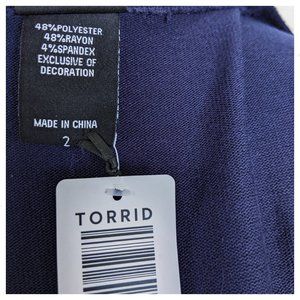 48%POLYESTER
48%RAYON
4%SPANDEX
EXCLUSIVE OF
DECORATION
MADE IN CHINA
2
TORRID